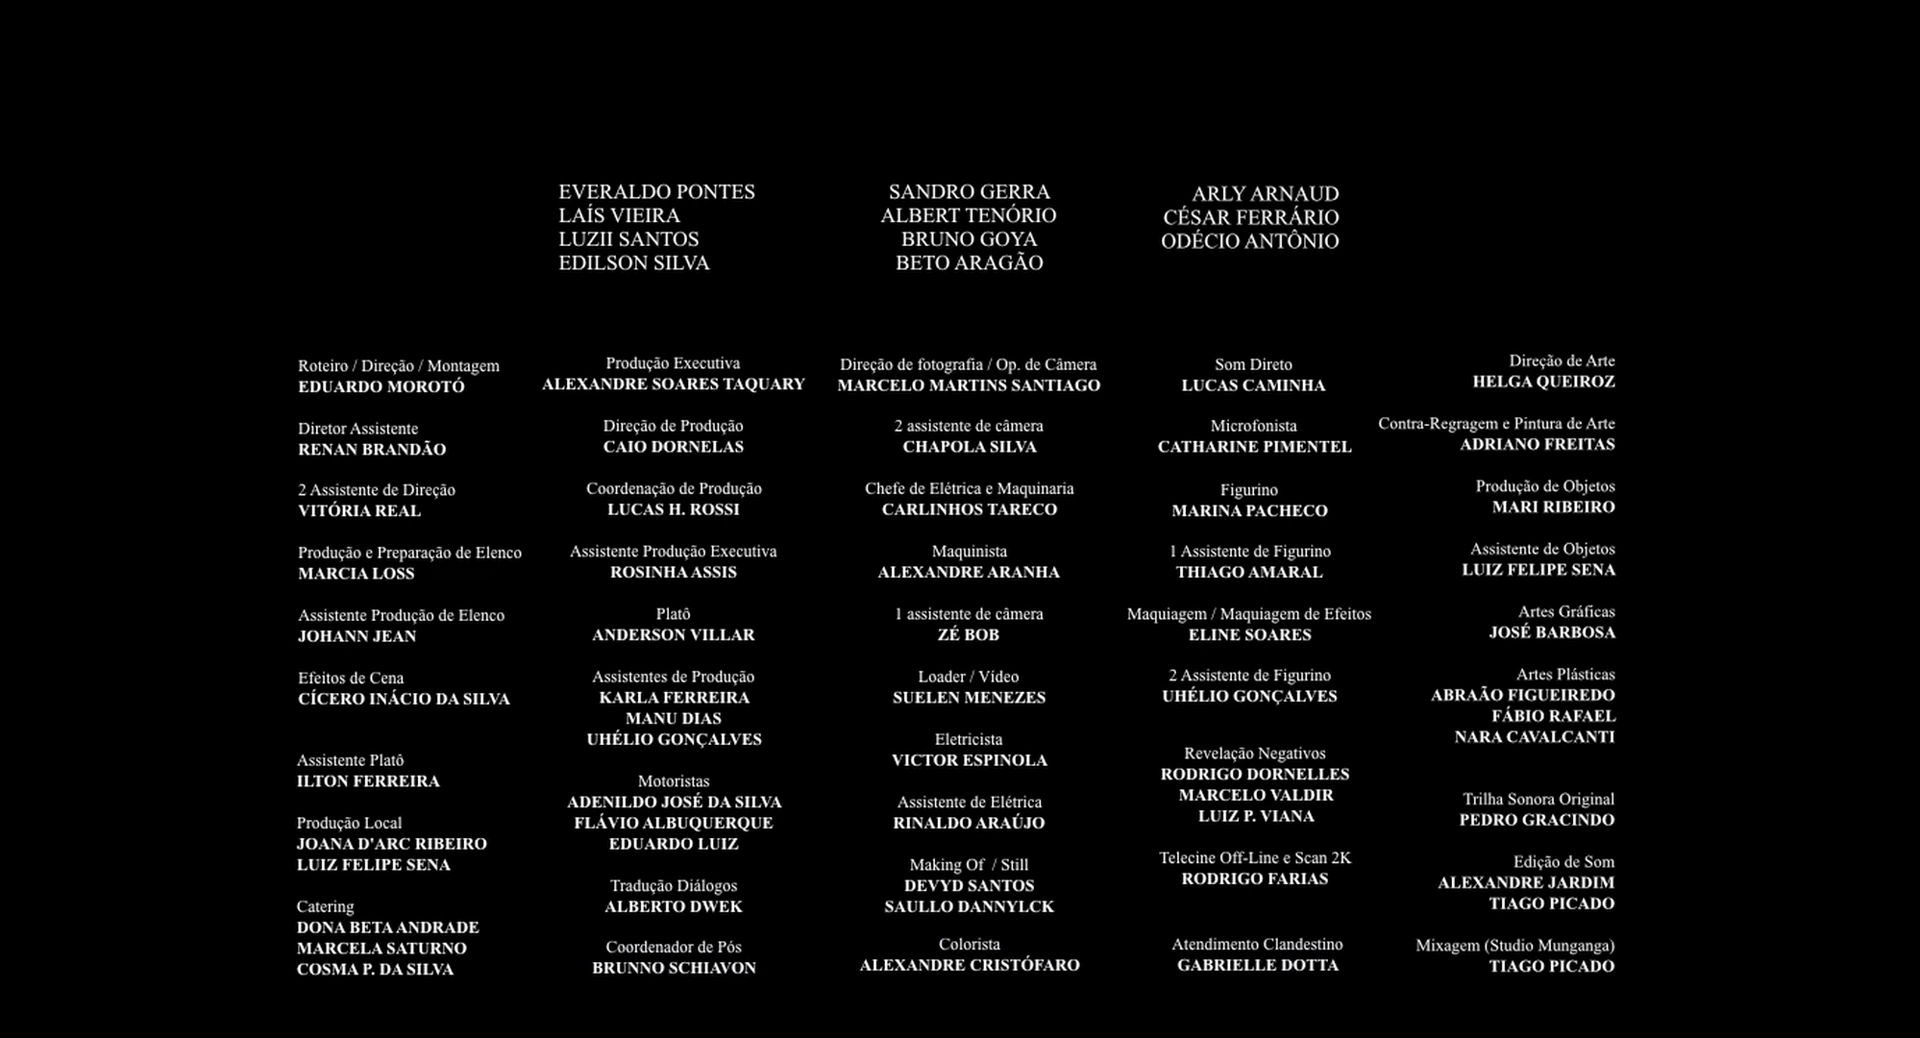 EVERALDO PONTES
LAÍS VIEIRA
LUZII SANTOS
EDILSON SILVA
SANDRO GERRA
ALBERT TENÓRIO
BRUNO GOYA
BETO ARAGÃO
ARLY ARNAUD
CÉSAR FERRÁRIO
ODÉCIO ANTÔNIO
Roteiro / Direção / Montagem
EDUARDO MOROTÓ
Diretor Assistente
RENAN BRANDÃO
2 Assistente de Direção
VITÓRIA REAL
Produção e Preparação de Elenco
MARCIA LOSS
Assistente Produção de Elenco
JOHANN JEAN
Efeitos de Cena
CÍCERO INÁCIO DA SILVA
Assistente Platô
ILTON FERREIRA
Produção Local
JOANA D'ARC RIBEIRO
LUIZ FELIPE SENA
Catering
DONA BETA ANDRADE
MARCELA SATURNO
COSMA P. DA SILVA
Produção Executiva
ALEXANDRE SOARES TAQUARY
Direção de Produção
CAIO DORNELAS
Coordenação de Produção
LUCAS H. ROSSI
Assistente Produção Executiva
ROSINHA ASSIS
Platô
ANDERSON VILLAR
Assistentes de Produção
KARLA FERREIRA
MANU DIAS
UHÉLIO GONÇALVES
Motoristas
ADENILDO JOSÉ DA SILVA
FLÁVIO ALBUQUERQUE
EDUARDO LUIZ
Tradução Diálogos
ALBERTO DWEK
Coordenador de Pós
BRUNNO SCHIAVON
Direção de fotografia / Op. de Câmera
MARCELO MARTINS SANTIAGO
2 assistente de câmera
CHAPOLA SILVA
Chefe de Elétrica e Maquinaria
CARLINHOS TARECO
Maquinista
ALEXANDRE ARANHA
1 assistente de câmera
ZÉ BOB
Loader / Vídeo
SUELEN MENEZES
Eletricista
VICTOR ESPINOLA
Assistente de Elétrica
RINALDO ARAÚJO
Making Of / Still
DEVYD SANTOS
SAULLO DANNYLCK
Colorista
ALEXANDRE CRISTÓFARO
Som Direto
LUCAS CAMINHA
Microfonista
CATHARINE PIMENTEL
Figurino
MARINA PACHECO
1 Assistente de Figurino
THIAGO AMARAL
Maquiagem / Maquiagem de Efeitos
ELINE SOARES
2 Assistente de Figurino
UHÉLIO GONÇALVES
Revelação Negativos
RODRIGO DORNELLES
MARCELO VALDIR
LUIZ P. VIANA
Telecine Off-Line e Scan 2K
RODRIGO FARIAS
Atendimento Clandestino
GABRIELLE DOTTA
Direção de Arte
HELGA QUEIROZ
Contra-Regragem e Pintura de Arte
ADRIANO FREITAS
Produção de Objetos
MARI RIBEIRO
Assistente de Objetos
LUIZ FELIPE SENA
Artes Gráficas
JOSÉ BARBOSA
Artes Plásticas
ABRAÃO FIGUEIREDO
FÁBIO RAFAEL
NARA CAVALCANTI
Trilha Sonora Original
PEDRO GRACINDO
Edição de Som
ALEXANDRE JARDIM
TIAGO PICADO
Mixagem (Studio Munganga)
TIAGO PICADO